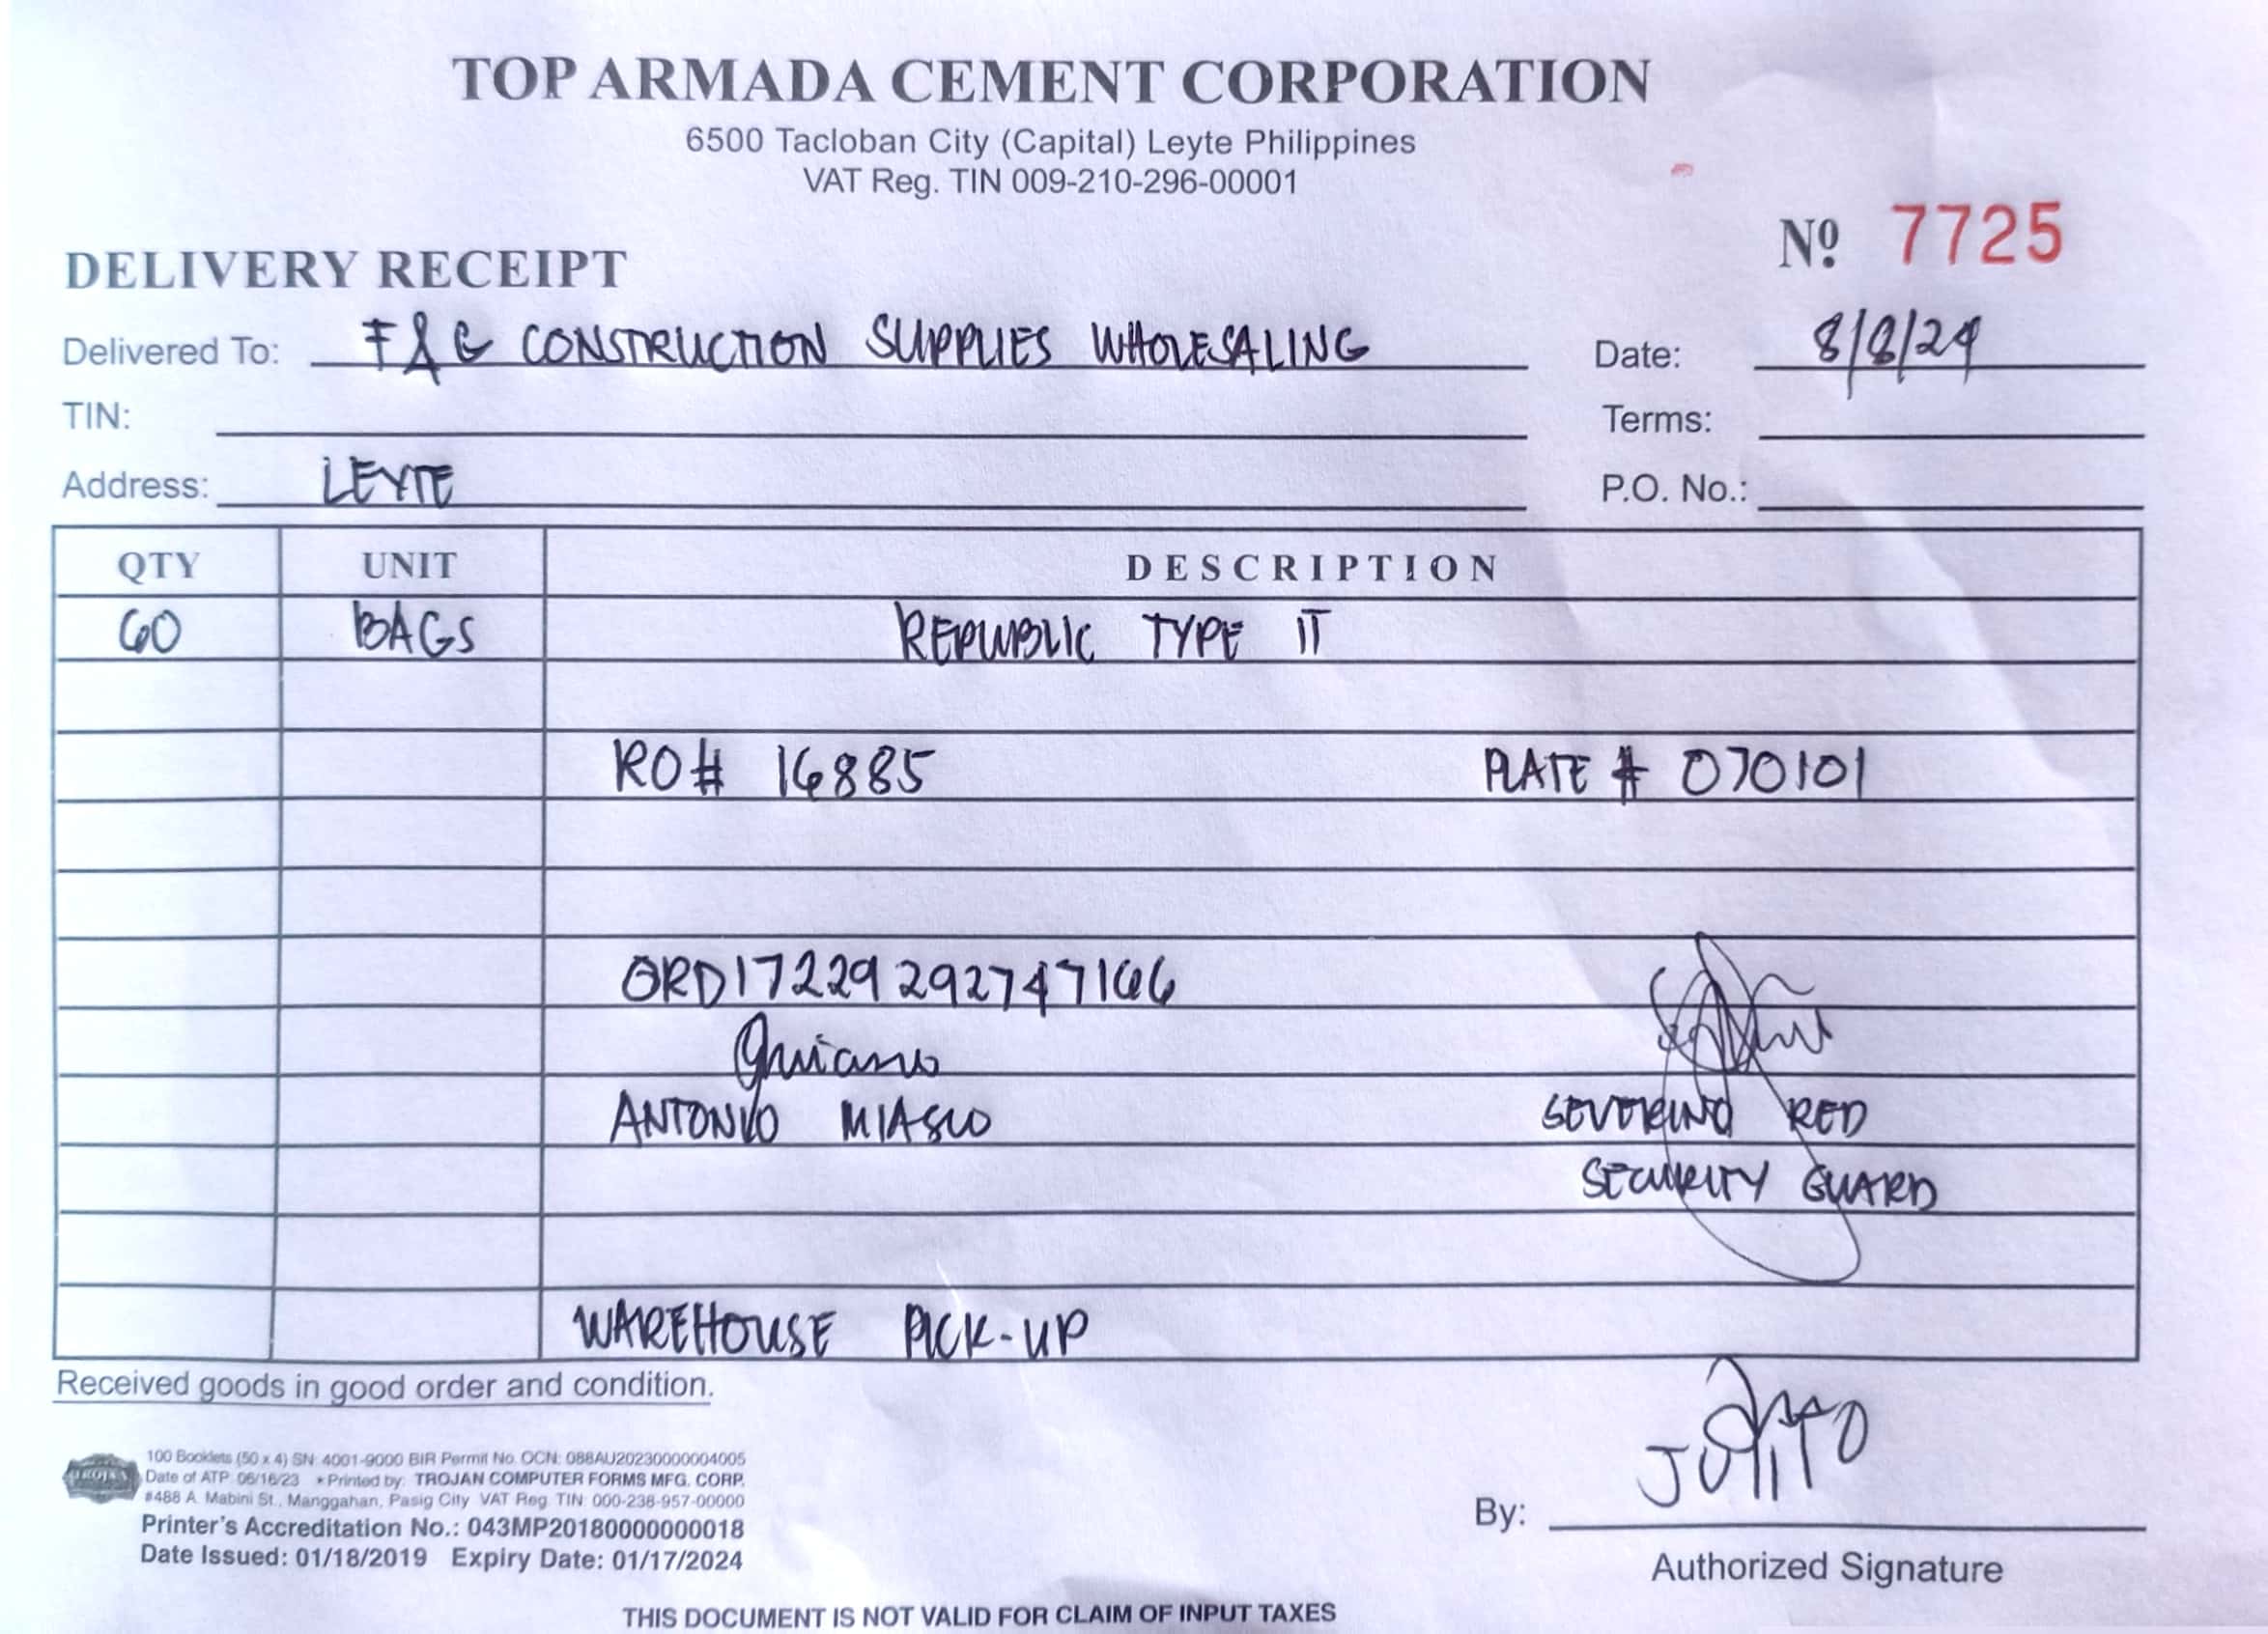 TOP ARMADA CEMENT CORPORATION
6500 Tacloban City (Capital) Leyte Philippines
VAT Reg. TIN 009-210-296-00001
Nº 7725
DELIVERY RECEIPT
Delivered To: F & G CONSTRUCTION SUPPLIES WHOLESALING Date: 8/8/24
TIN: Terms:
Address: LEYTE P.O. No.:
QTY UNIT DESCRIPTION
60 BAGS REPUBLIC TYPE IT
RO# 16885 PLATE # 070101
ORD17229292747166
ANTONIO MIASCO SEVERINO RED
SECURITY GUARD
WAREHOUSE PICK-UP
Received goods in good order and condition.
TROJAN
100 Booklets (50 x 4) SN: 4001-9000 BIR Permit No. OCN: 088AU20230000004005
Date of ATP: 06/16/23 • Printed by: TROJAN COMPUTER FORMS MFG. CORP.
#488 A. Mabini St., Manggahan, Pasig City VAT Reg. TIN: 000-238-957-00000
Printer's Accreditation No.: 043MP20180000000018
Date Issued: 01/18/2019 Expiry Date: 01/17/2024
By:
Authorized Signature
THIS DOCUMENT IS NOT VALID FOR CLAIM OF INPUT TAXES